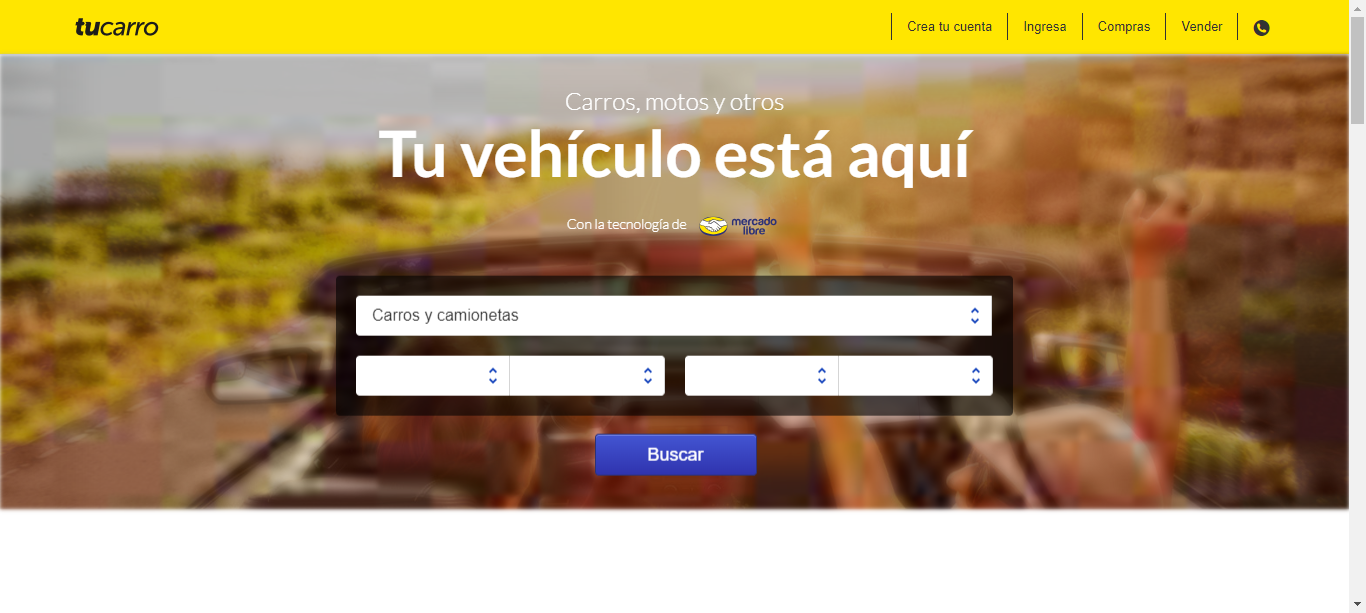 tucarro
Crea tu cuenta
Ingresa
Compras
Vender
Carros, motos y otros
Tu vehículo está aquí
Con la tecnología de
mercado
libre
Carros y camionetas
Buscar